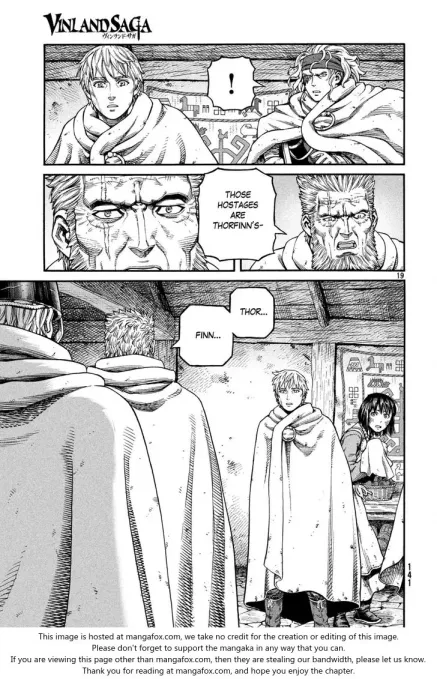 VINLAND SAGA
ヴィンランド・サガ
!
THOSE
HOSTAGES
ARE
THORFINN'S-
19
THOR...
FINN...
141
This image is hosted at mangafox.com, we take no credit for the creation or editing of this image.
Please don't forget to support the mangaka in any way that you can.
If you are viewing this page other than mangafox.com, then they are stealing our bandwidth, please let us know.
Thank you for reading at mangafox.com, and hope you enjoy the chapter.